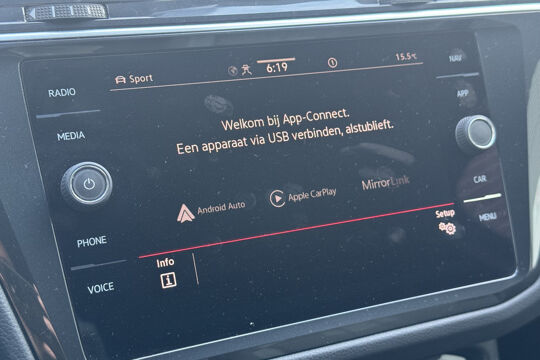 Sport
6:19
15.5°C
RADIO
MEDIA
PHONE
VOICE
Welkom bij App-Connect.
Een apparaat via USB verbinden, alstublieft.
Android Auto
Apple CarPlay
MirrorLink
Info
Setup
NAV
APP
CAR
MENU